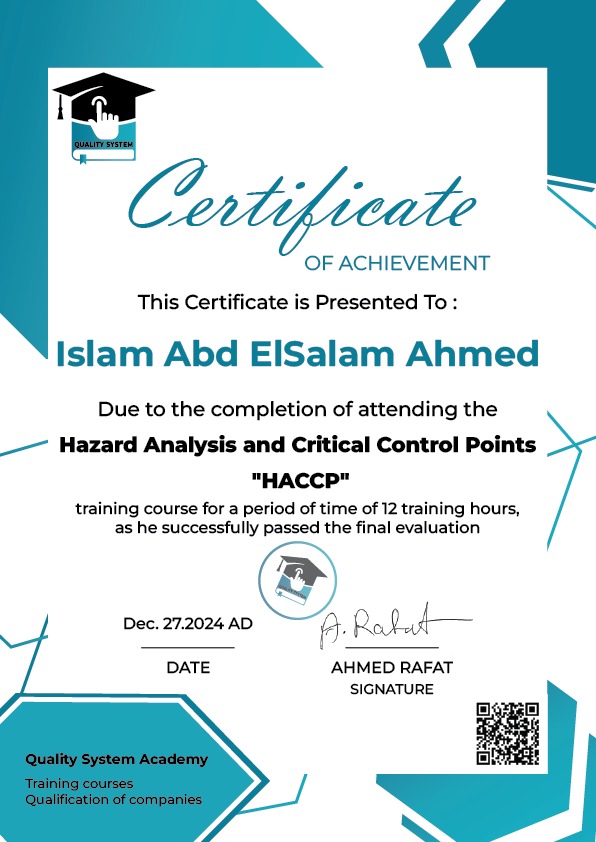 QUALITY SYSTEM
Certificate
OF ACHIEVEMENT
This Certificate is Presented To :
Islam Abd ElSalam Ahmed
Due to the completion of attending the
Hazard Analysis and Critical Control Points
"HACCP"
training course for a period of time of 12 training hours,
as he successfully passed the final evaluation
QUALITY SYSTEM
Dec. 27.2024 AD
A. Rafat
DATE
AHMED RAFAT
SIGNATURE
Quality System Academy
Training courses
Qualification of companies